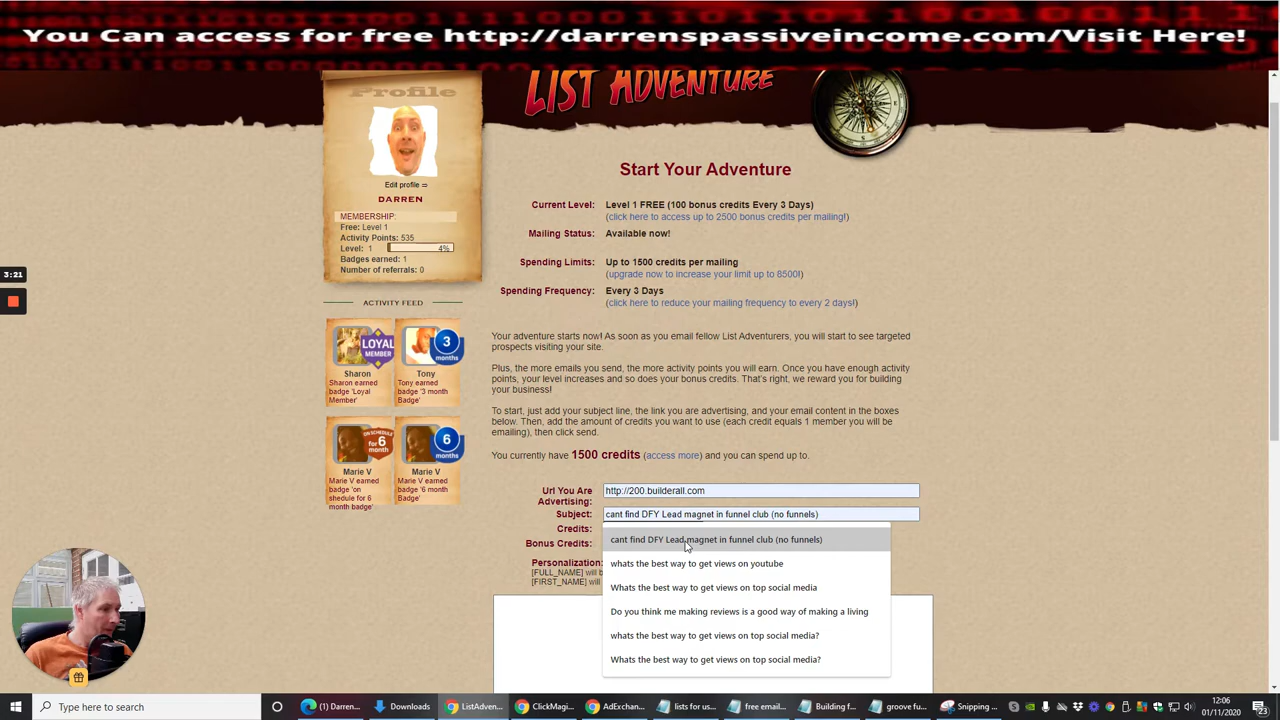 You Can access for free http://darrenspassiveincome.com/Visit Here!
LIST ADVENTURE
Profile
Edit profile =
DARREN
MEMBERSHIP:
Free: Level 1
Activity Points: 535
Level: 1
4%
Badges earned: 1
Number of referrals: 0
ACTIVITY FEED
LOYAL
MEMBER
3
months
Sharon
Tony
Sharon earned
badge 'Loyal
Member'
Tony earned
badge '3 month
Badge'
ON SCHEDULE
for 6
month
6
months
Marie V
Marie V
Marie V earned
badge 'on
shedule for 6
month badge'
Marie V earned
badge '6 month
Badge'
Start Your Adventure
Current Level: Level 1 FREE (100 bonus credits Every 3 Days)
(click here to access up to 2500 bonus credits per mailing!)
Mailing Status: Available now!
Spending Limits: Up to 1500 credits per mailing
(upgrade now to increase your limit up to 8500!)
Spending Frequency: Every 3 Days
(click here to reduce your mailing frequency to every 2 days!)
Your adventure starts now! As soon as you email fellow List Adventurers, you will start to see targeted
prospects visiting your site.
Plus, the more emails you send, the more activity points you will earn. Once you have enough activity
points, your level increases and so does your bonus credits. That's right, we reward you for building
your business!
To start, just add your subject line, the link you are advertising, and your email content in the boxes
below. Then, add the amount of credits you want to use (each credit equals 1 member you will be
emailing), then click send.
You currently have 1500 credits (access more) and you can spend up to.
Url You Are
Advertising:
http://200.builderall.com
Subject: cant find DFY Lead magnet in funnel club (no funnels)
Credits:
Bonus Credits:
Personalization:
[FULL_NAME] will b
[FIRST_NAME] will
cant find DFY Lead magnet in funnel club (no funnels)
whats the best way to get views on youtube
Whats the best way to get views on top social media
Do you think me making reviews is a good way of making a living
whats the best way to get views on top social media?
Whats the best way to get views on top social media?
3:21
Type here to search
(1) Darren...
Downloads
ListAdven...
ClickMagi...
AdExchan...
lists for us...
free email...
Building f...
groove fu...
Snipping ...
12:06
10/11/2020
23